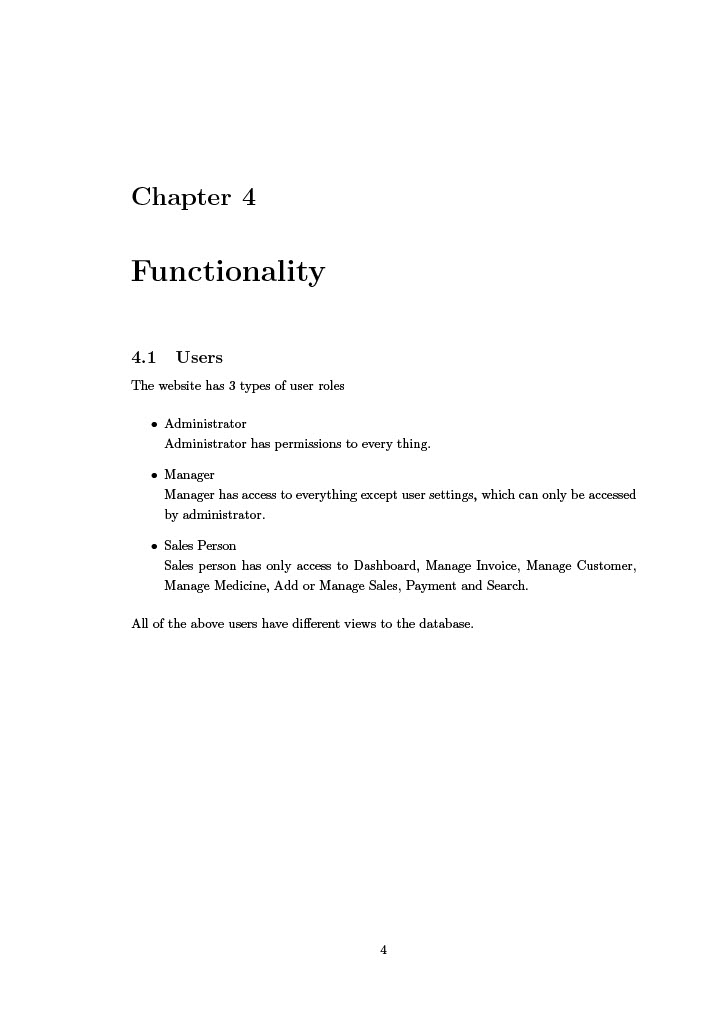 Chapter 4
Functionality
4.1 Users
The website has 3 types of user roles
• Administrator
Administrator has permissions to every thing.
• Manager
Manager has access to everything except user settings, which can only be accessed
by administrator.
• Sales Person
Sales person has only access to Dashboard, Manage Invoice, Manage Customer,
Manage Medicine, Add or Manage Sales, Payment and Search.
All of the above users have different views to the database.
4